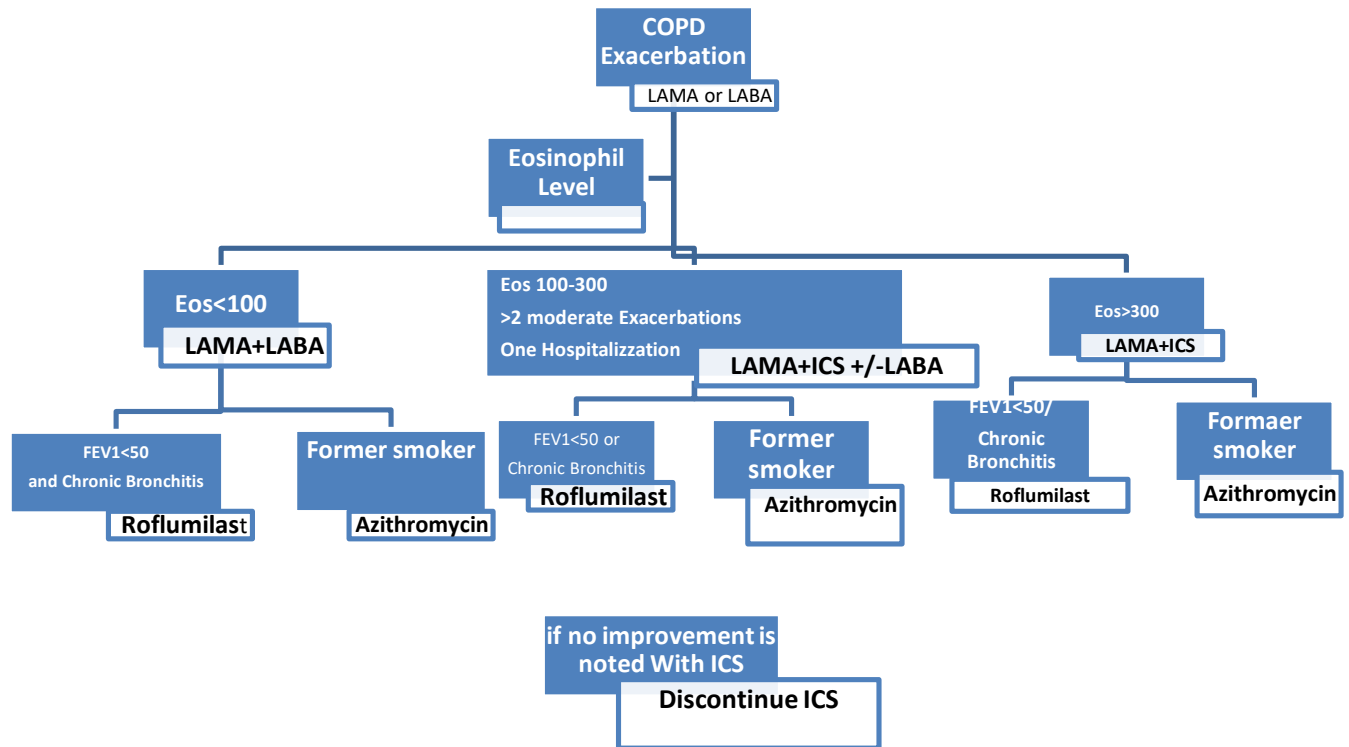 COPD
Exacerbation
LAMA or LABA
Eosinophil
Level
Eos<100
LAMA+LABA
Eos 100-300
>2 moderate Exacerbations
One Hospitalizzation
LAMA+ICS +/-LABA
Eos>300
LAMA+ICS
FEV1<50
and Chronic Bronchitis
Roflumilast
Former smoker
Azithromycin
FEV1<50 or
Chronic Bronchitis
Roflumilast
Former
smoker
Azithromycin
FEV1<50/
Chronic
Bronchitis
Roflumilast
Formaer
smoker
Azithromycin
if no improvement is
noted With ICS
Discontinue ICS